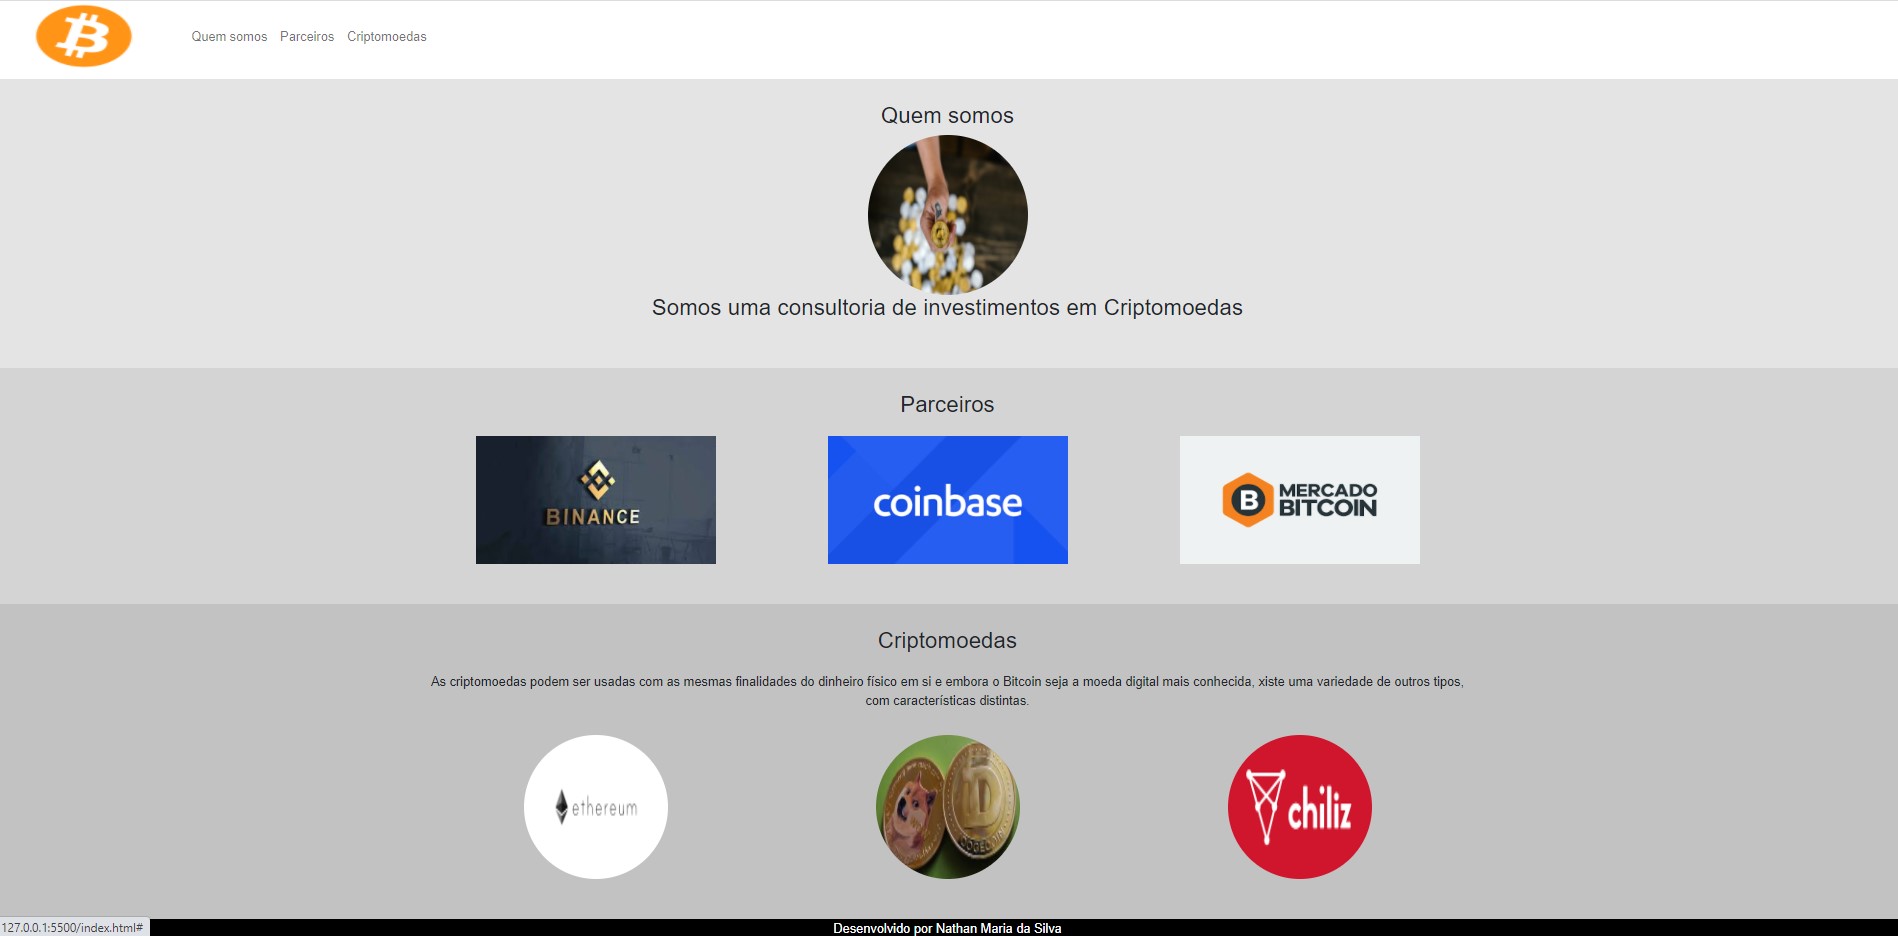 Quem somos Parceiros Criptomoedas
Quem somos
Somos uma consultoria de investimentos em Criptomoedas
Parceiros
BINANCE
coinbase
MERCADO
BITCOIN
Criptomoedas
As criptomoedas podem ser usadas com as mesmas finalidades do dinheiro físico em si e embora o Bitcoin seja a moeda digital mais conhecida, xiste uma variedade de outros tipos,
com características distintas.
ethereum
DOGECOIN
chiliz
127.0.0.1:5500/index.html#
Desenvolvido por Nathan Maria da Silva